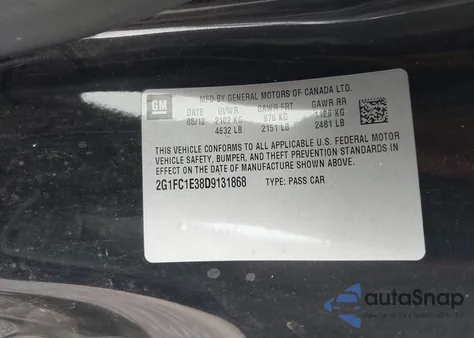 GM
MFD BY GENERAL MOTORS OF CANADA LTD.
DATE GVWR GAWR FRT GAWR RR
08/12 2102 KG 976 KG 1126 KG
4632 LB 2151 LB 2481 LB
THIS VEHICLE CONFORMS TO ALL APPLICABLE U.S. FEDERAL MOTOR
VEHICLE SAFETY, BUMPER, AND THEFT PREVENTION STANDARDS
IN EFFECT ON THE DATE OF MANUFACTURE SHOWN ABOVE.
2G1FC1E38D9131868 TYPE: PASS CAR
autoSnap